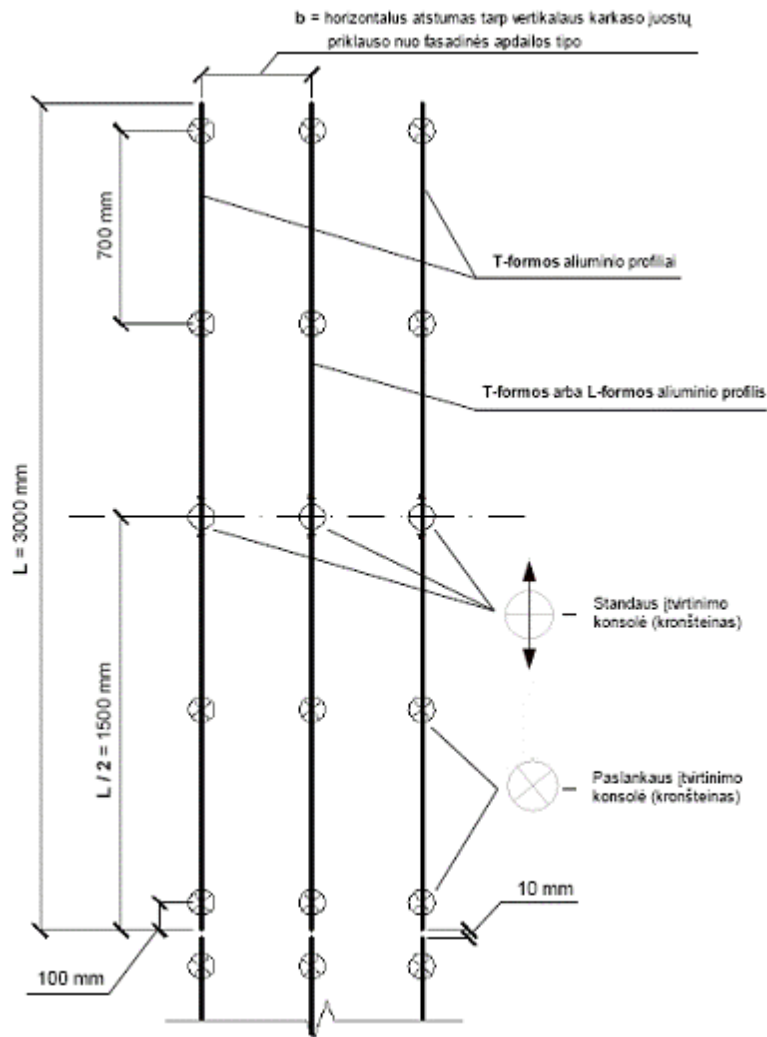 b = horizontalus atstumas tarp vertikalaus karkaso juostų
priklauso nuo fasadinės apdailos tipo
700 mm
T-formos aliuminio profiliai
T-formos arba L-formos aliuminio profilis
L = 3000 mm
L / 2 = 1500 mm
Standaus įtvirtinimo
konsolė (kronšteinas)
Paslankaus įtvirtinimo
konsolė (kronšteinas)
10 mm
100 mm